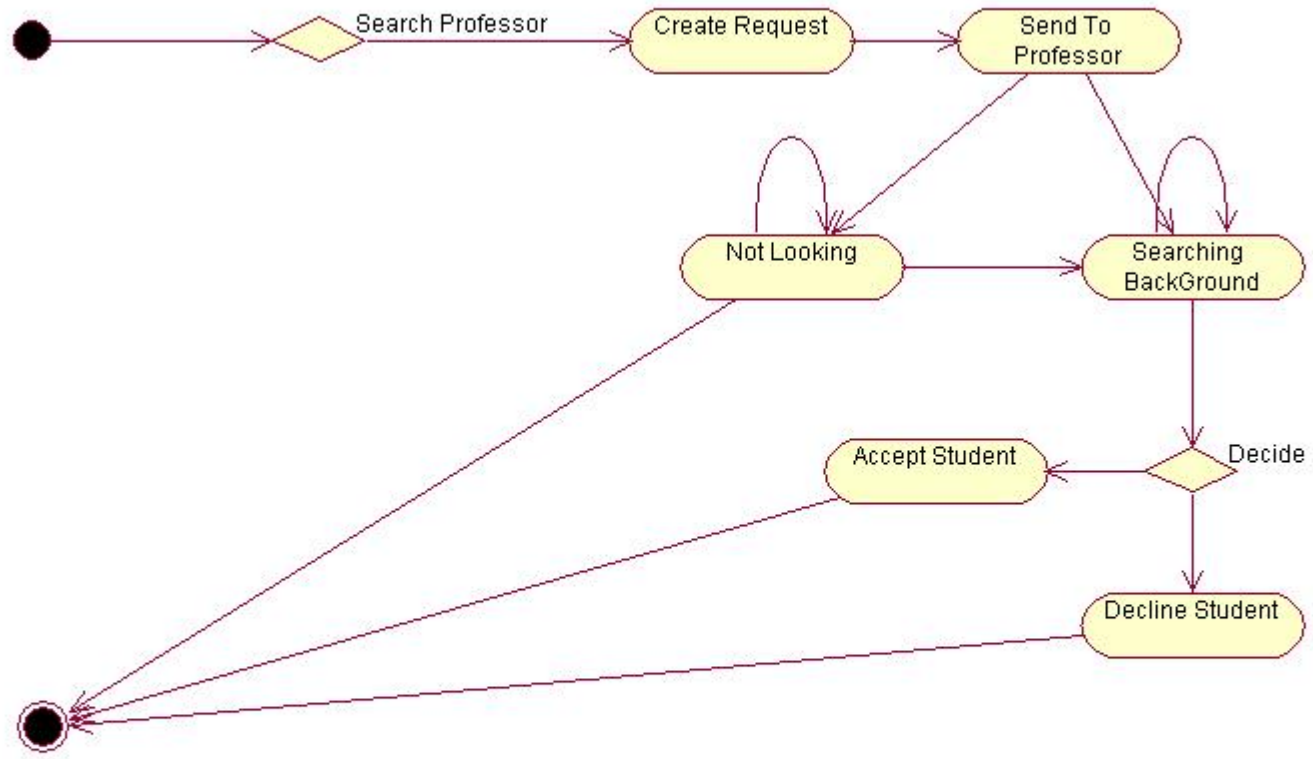 Search Professor
Create Request
Send To
Professor
Not Looking
Searching
BackGround
Accept Student
Decide
Decline Student